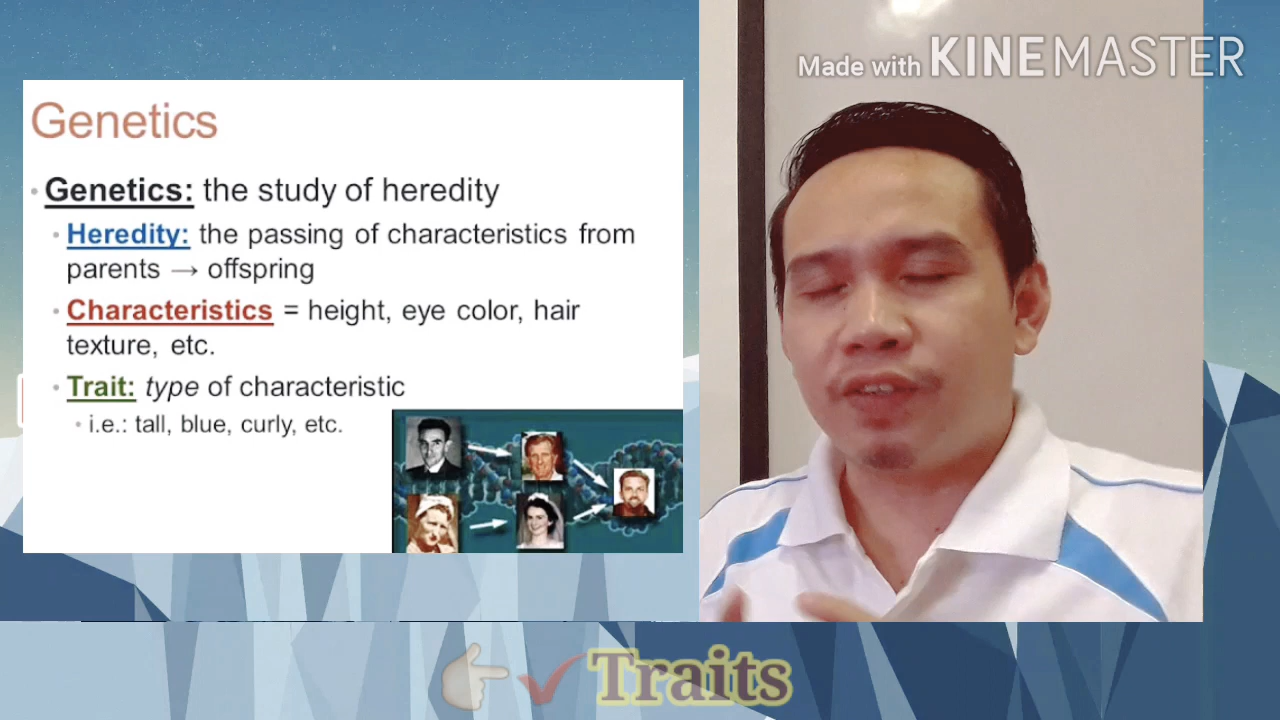 Made with KINEMASTER
Genetics
• Genetics: the study of heredity
• Heredity: the passing of characteristics from
parents → offspring
• Characteristics = height, eye color, hair
texture, etc.
• Trait: type of characteristic
• i.e.: tall, blue, curly, etc.
Traits